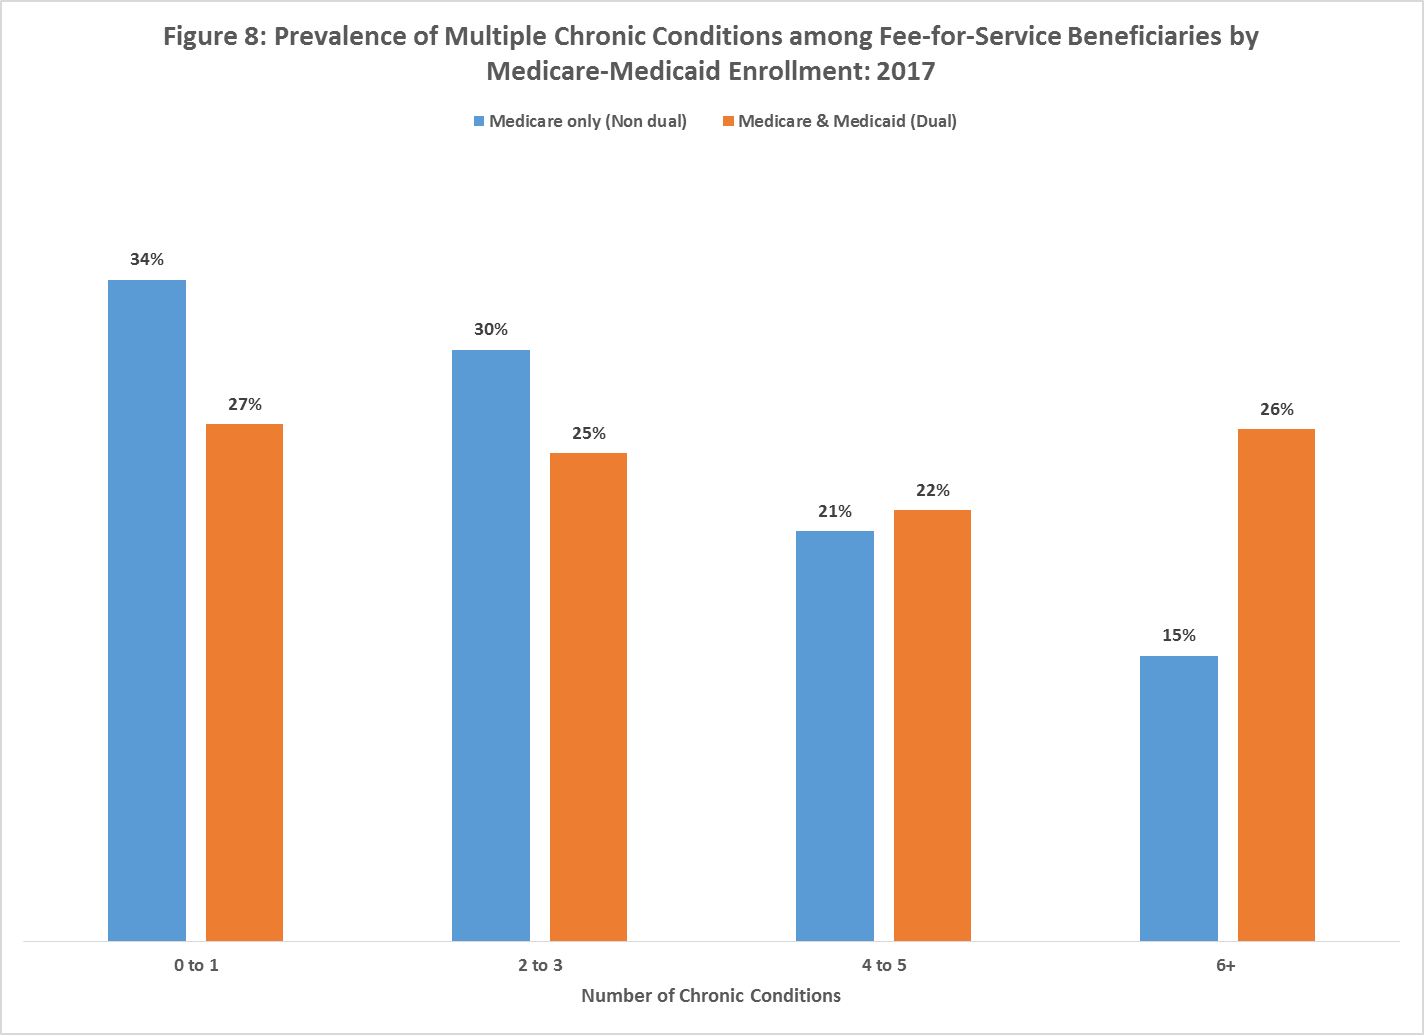 Figure 8: Prevalence of Multiple Chronic Conditions among Fee-for-Service Beneficiaries by
Medicare-Medicaid Enrollment: 2017
Medicare only (Non dual)
Medicare & Medicaid (Dual)
34%
27%
30%
25%
21%
22%
15%
26%
0 to 1
2 to 3
4 to 5
6+
Number of Chronic Conditions